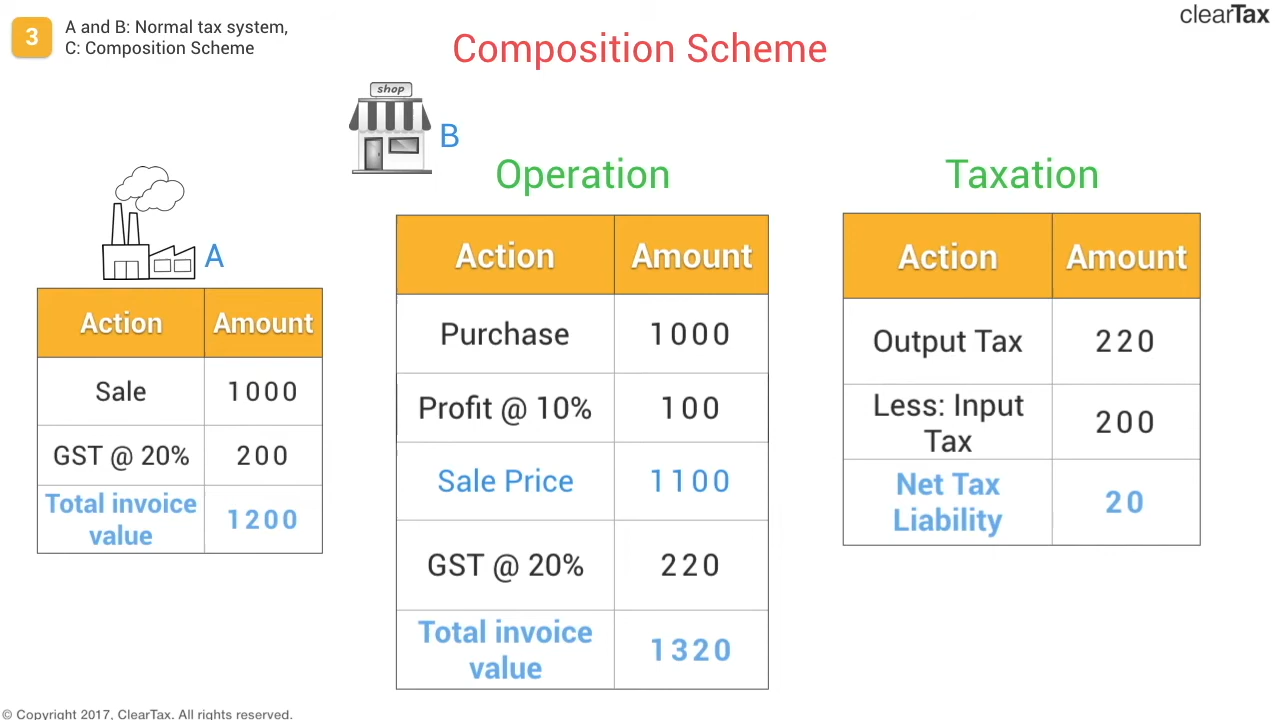 3
A and B: Normal tax system,
C: Composition Scheme
clearTax
Composition Scheme
shop
B
A
Action Amount
Sale 1000
GST @ 20% 200
Total invoice
value 1200
Operation
Action Amount
Purchase 1000
Profit @ 10% 100
Sale Price 1100
GST @ 20% 220
Total invoice
value 1320
Taxation
Action Amount
Output Tax 220
Less: Input
Tax 200
Net Tax
Liability 20
© Copyright 2017, ClearTax. All rights reserved.